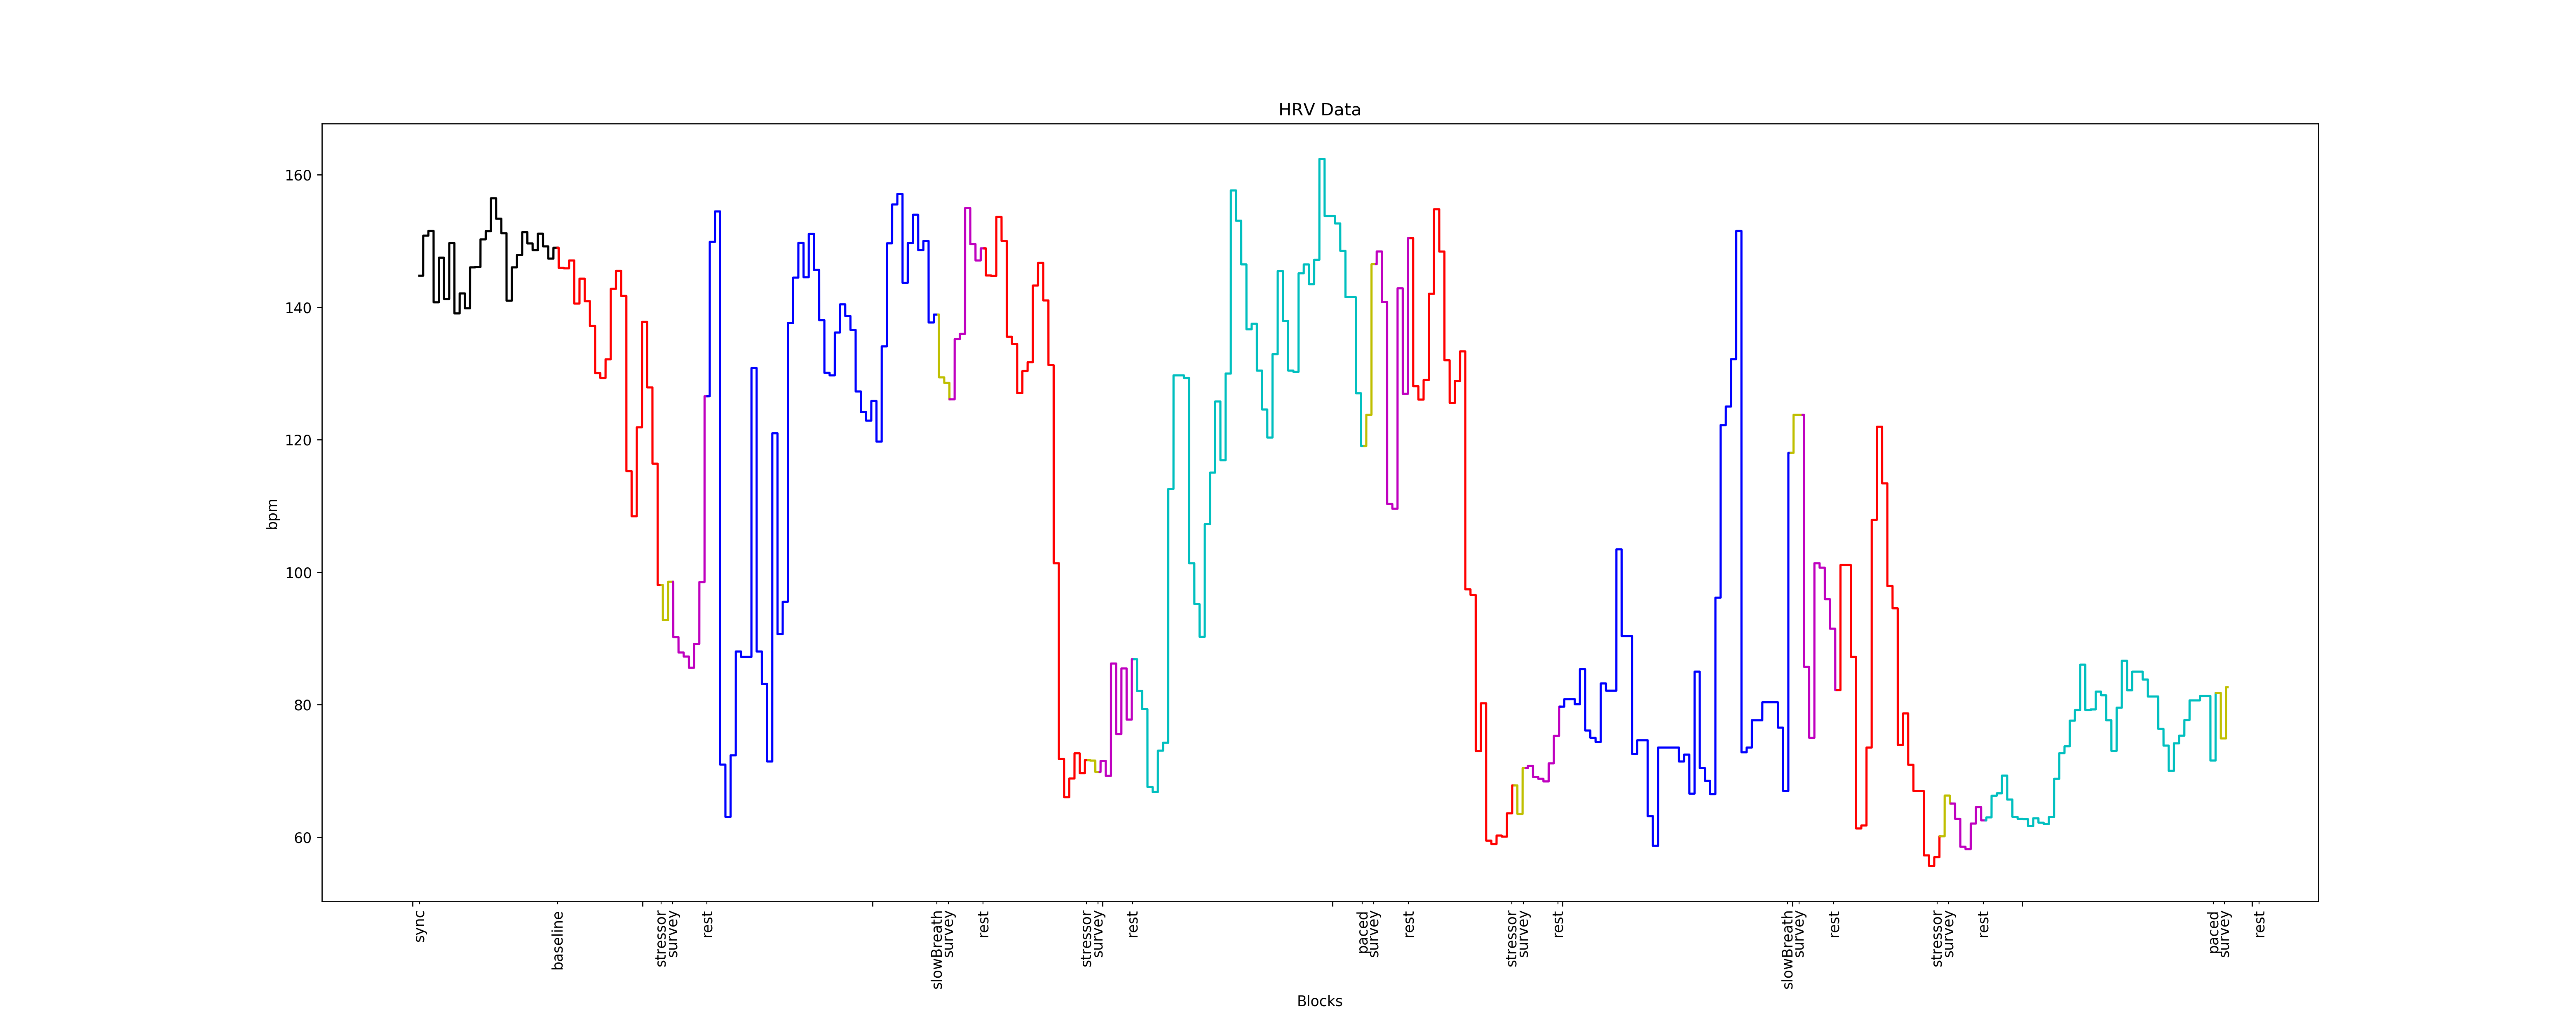 HRV Data
160
140
120
100
80
60
bpm
sync
baseline
stressor
survey
rest
slowBreath
survey
rest
stressor
survey
rest
paced
survey
rest
stressor
survey
rest
slowBreath
survey
rest
stressor
survey
rest
paced
survey
rest
Blocks